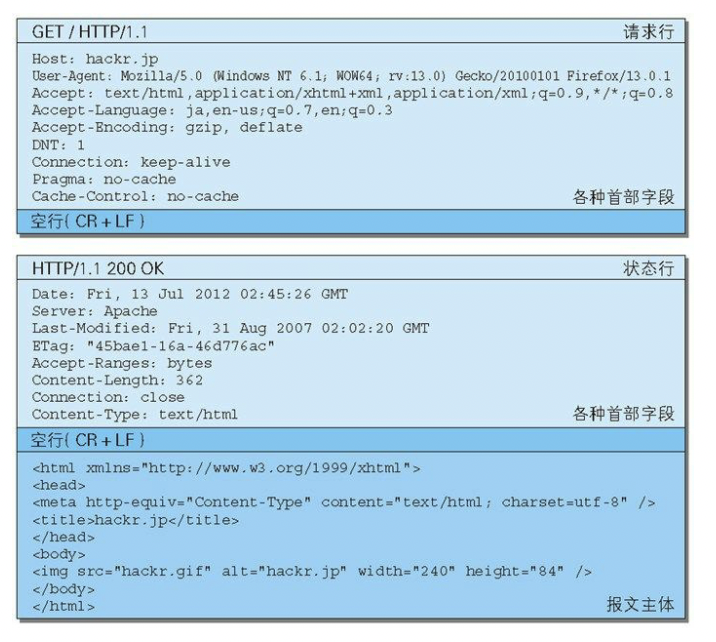 GET / HTTP/1.1 请求行
Host: hackr.jp
User-Agent: Mozilla/5.0 (Windows NT 6.1; WOW64; rv:13.0) Gecko/20100101 Firefox/13.0.1
Accept: text/html,application/xhtml+xml,application/xml;q=0.9,*/*;q=0.8
Accept-Language: ja,en-us;q=0.7,en;q=0.3
Accept-Encoding: gzip, deflate
DNT: 1
Connection: keep-alive
Pragma: no-cache
Cache-Control: no-cache 各种首部字段
空行( CR + LF )
HTTP/1.1 200 OK 状态行
Date: Fri, 13 Jul 2012 02:45:26 GMT
Server: Apache
Last-Modified: Fri, 31 Aug 2007 02:02:20 GMT
ETag: "45bae1-16a-46d776ac"
Accept-Ranges: bytes
Content-Length: 362
Connection: close
Content-Type: text/html 各种首部字段
空行( CR + LF )
<html xmlns="http://www.w3.org/1999/xhtml">
<head>
<meta http-equiv="Content-Type" content="text/html; charset=utf-8" />
<title>hackr.jp</title>
</head>
<body>
<img src="hackr.gif" alt="hackr.jp" width="240" height="84" />
</body>
</html> 报文主体